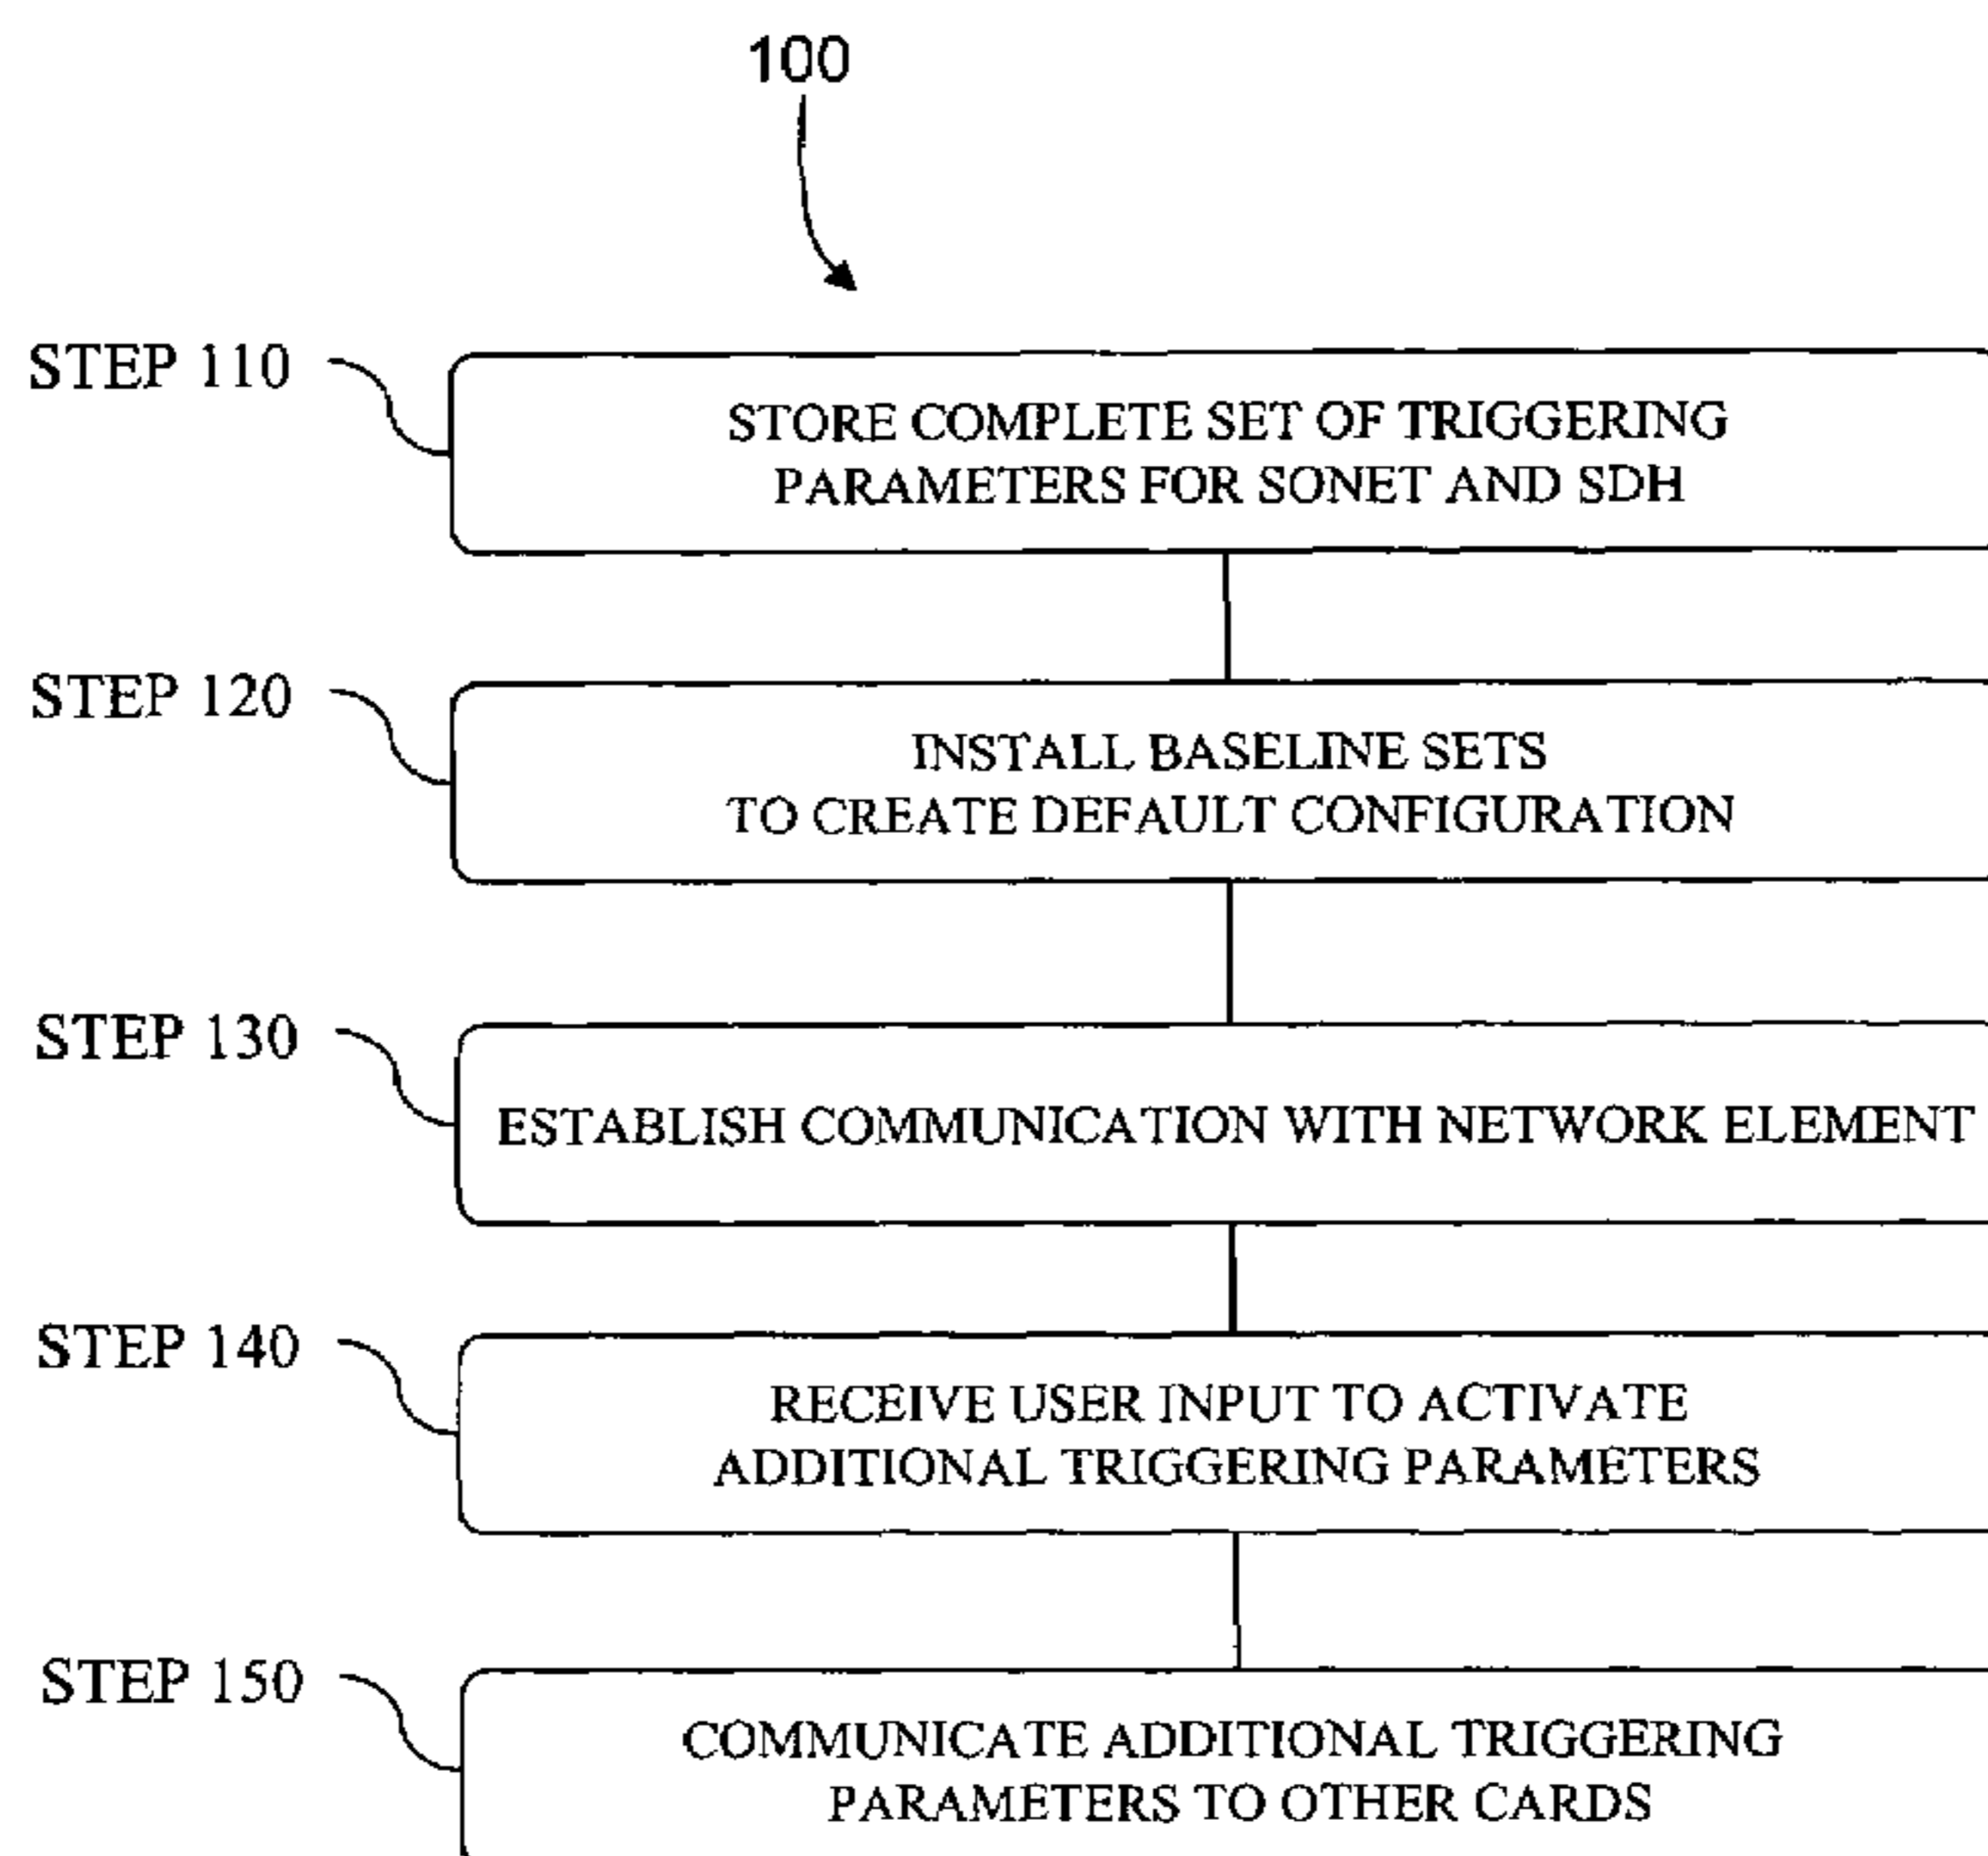 100
STEP 110
STORE COMPLETE SET OF TRIGGERING
PARAMETERS FOR SONET AND SDH
STEP 120
INSTALL BASELINE SETS
TO CREATE DEFAULT CONFIGURATION
STEP 130
ESTABLISH COMMUNICATION WITH NETWORK ELEMENT
STEP 140
RECEIVE USER INPUT TO ACTIVATE
ADDITIONAL TRIGGERING PARAMETERS
STEP 150
COMMUNICATE ADDITIONAL TRIGGERING
PARAMETERS TO OTHER CARDS